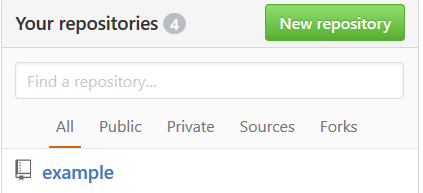 Your repositories 4 New repository
Find a repository...
All Public Private Sources Forks
example